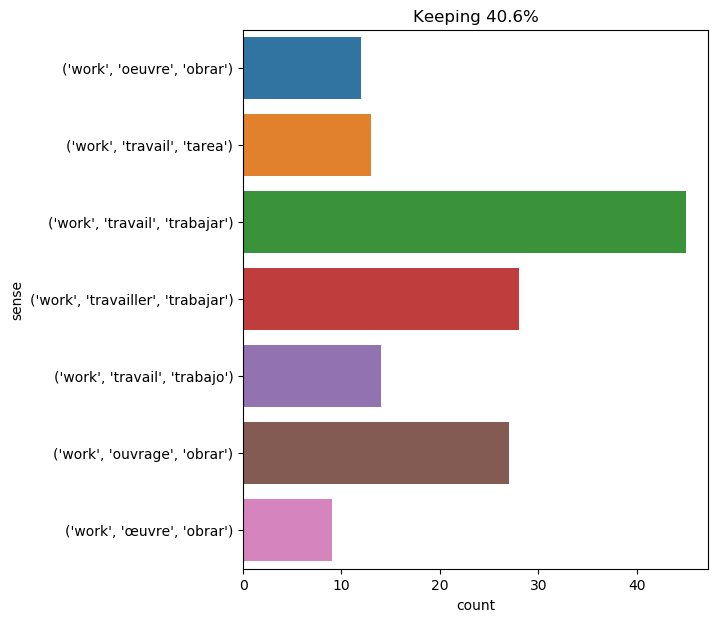 Keeping 40.6%
('work', 'oeuvre', 'obrar')
('work', 'travail', 'tarea')
('work', 'travail', 'trabajar')
('work', 'travailler', 'trabajar')
('work', 'travail', 'trabajo')
('work', 'ouvrage', 'obrar')
('work', 'œuvre', 'obrar')
sense
0 10 20 30 40
count